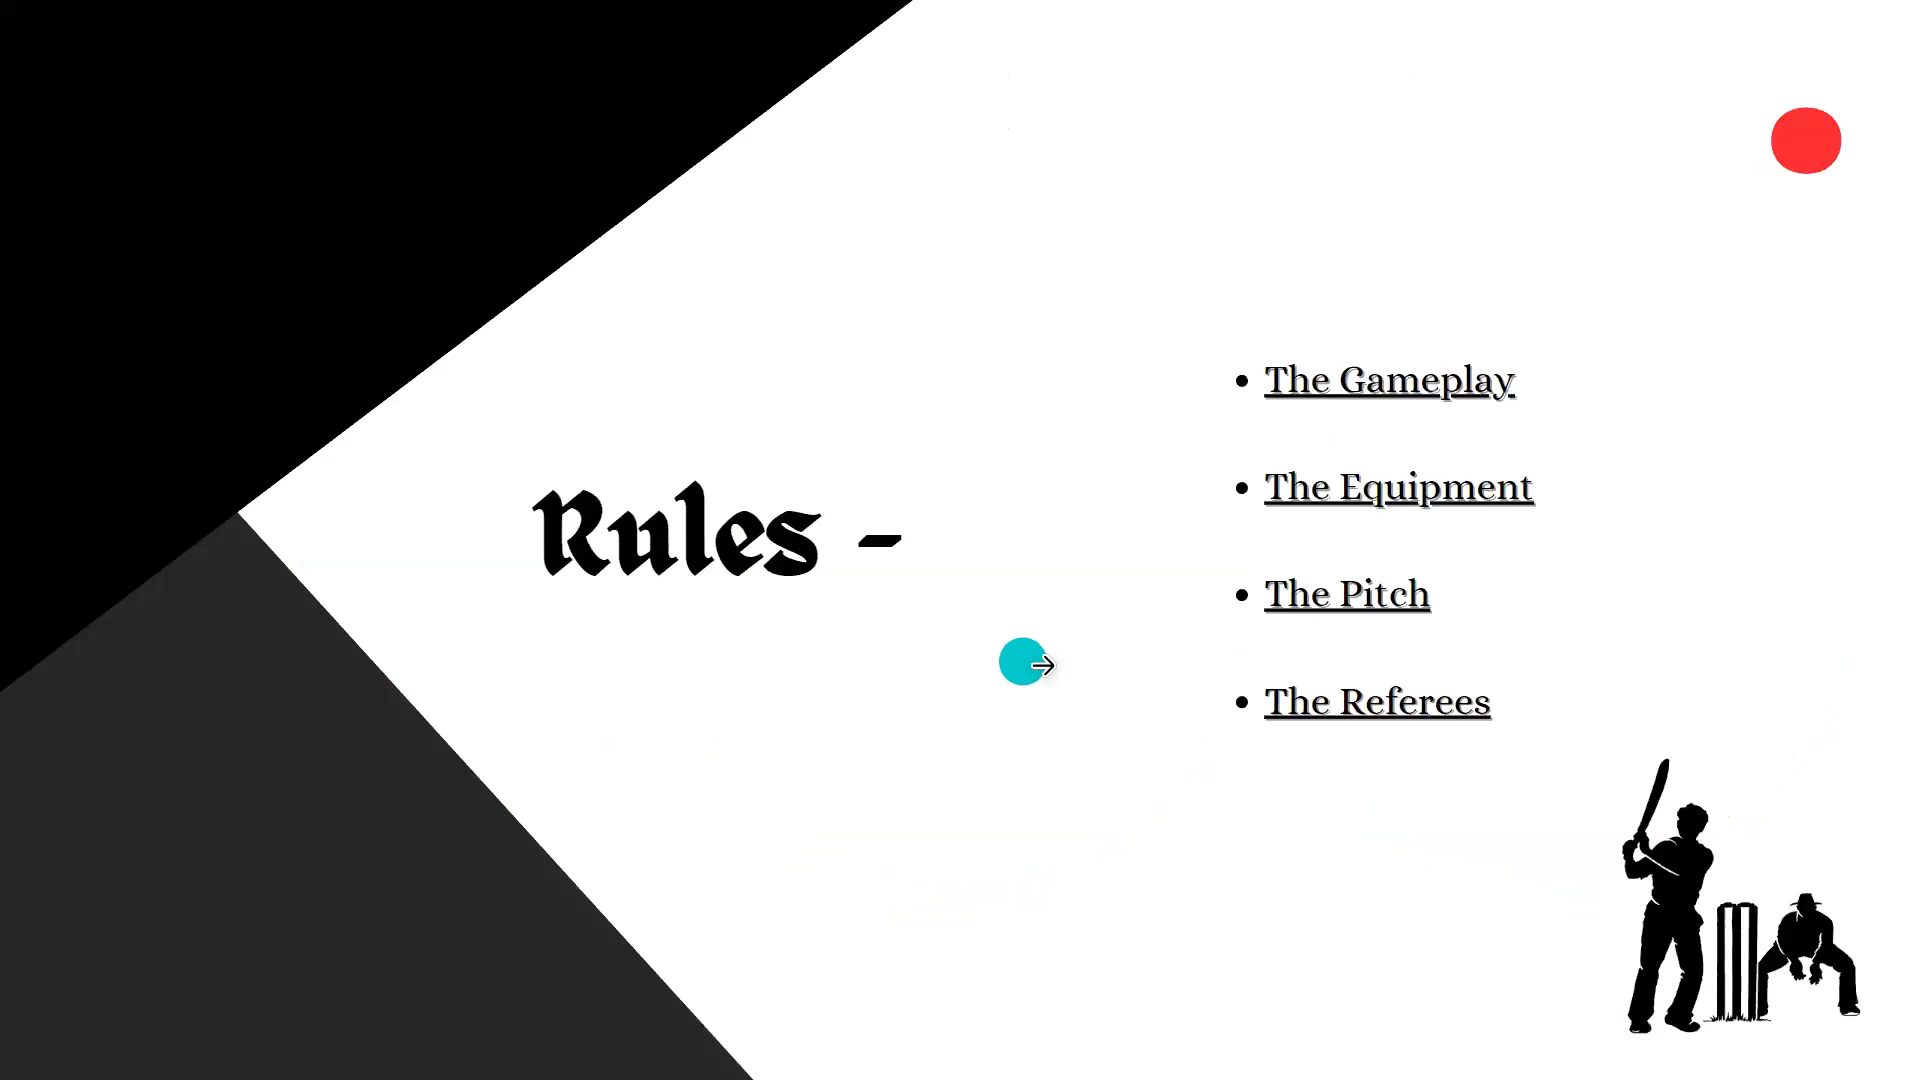 Rules -
• The Gameplay
• The Equipment
• The Pitch
• The Referees